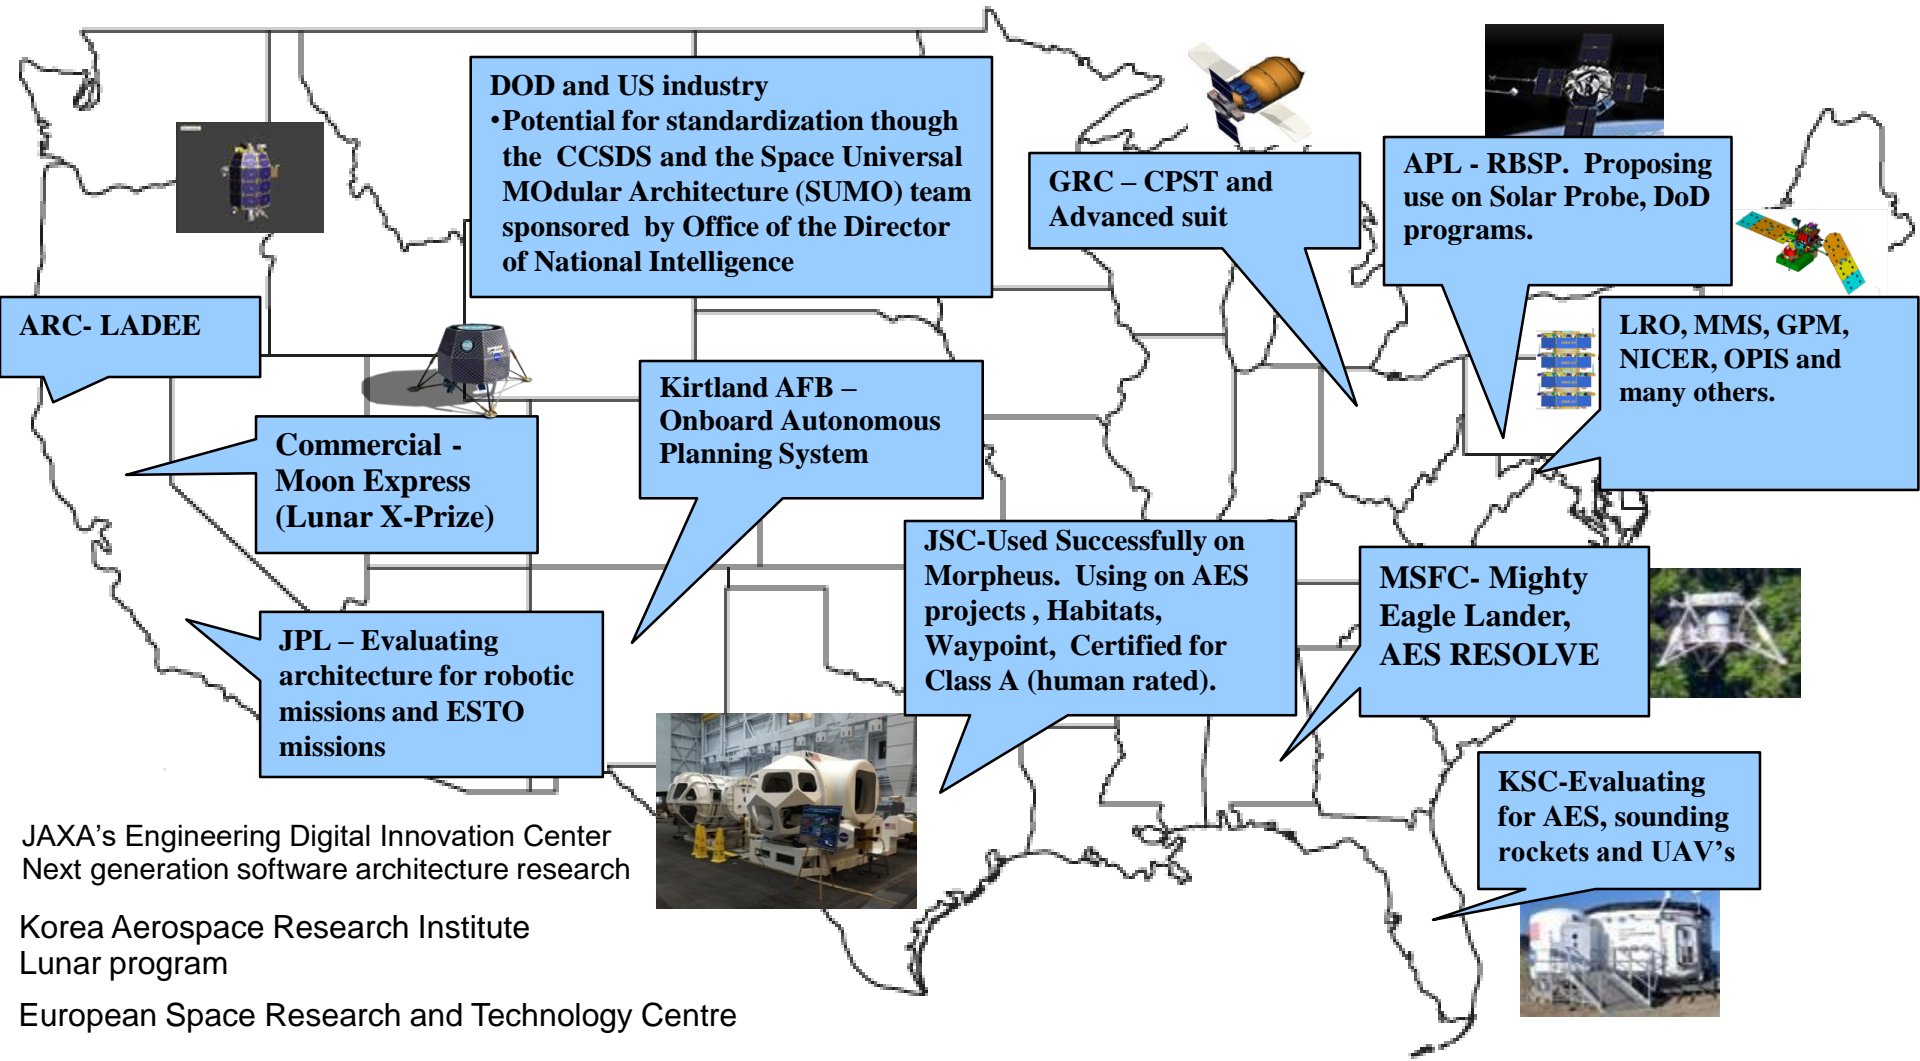 DOD and US industry
•Potential for standardization though
the CCSDS and the Space Universal
MOdular Architecture (SUMO) team
sponsored by Office of the Director
of National Intelligence
GRC – CPST and
Advanced suit
APL - RBSP. Proposing
use on Solar Probe, DoD
programs.
ARC- LADEE
LRO, MMS, GPM,
NICER, OPIS and
many others.
Kirtland AFB –
Onboard Autonomous
Planning System
Commercial -
Moon Express
(Lunar X-Prize)
JSC-Used Successfully on
Morpheus. Using on AES
projects , Habitats,
Waypoint, Certified for
Class A (human rated).
MSFC- Mighty
Eagle Lander,
AES RESOLVE
JPL – Evaluating
architecture for robotic
missions and ESTO
missions
KSC-Evaluating
for AES, sounding
rockets and UAV's
JAXA's Engineering Digital Innovation Center
Next generation software architecture research
Korea Aerospace Research Institute
Lunar program
European Space Research and Technology Centre